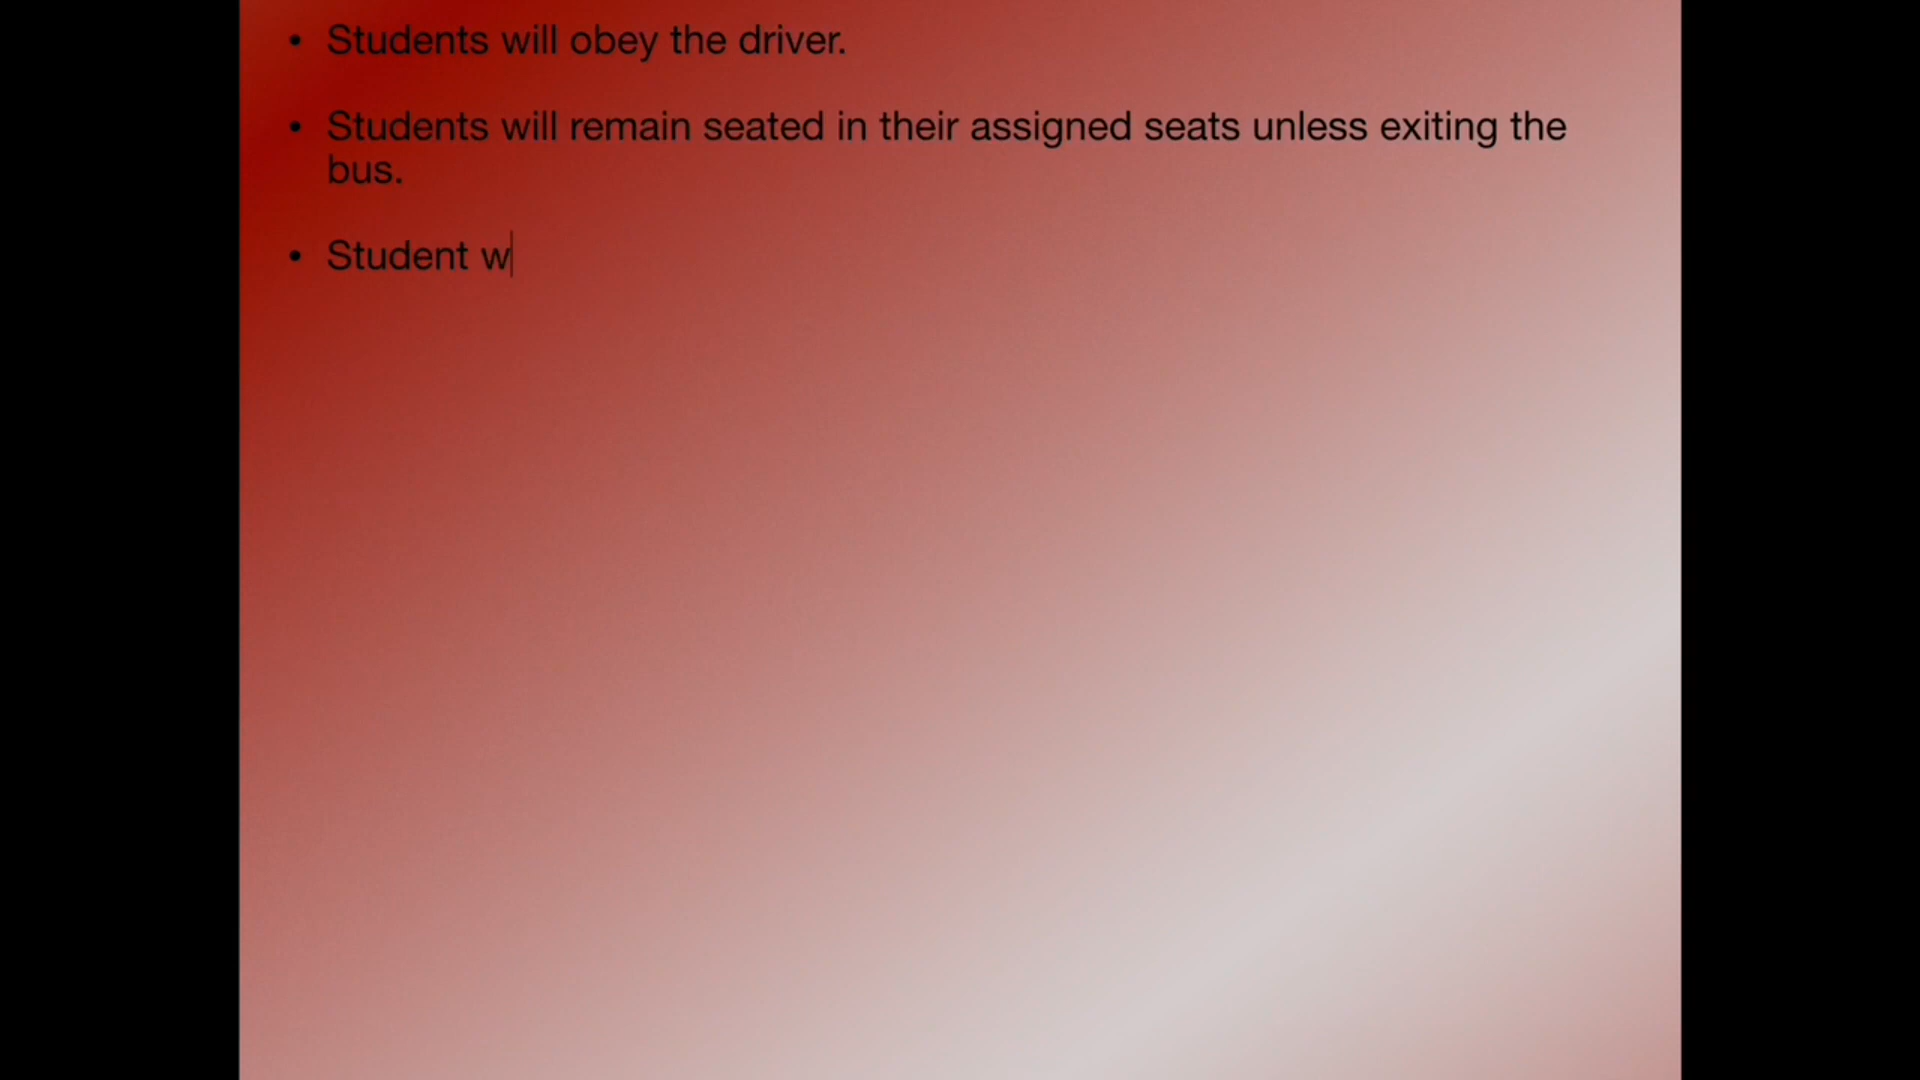 • Students will obey the driver.
• Students will remain seated in their assigned seats unless exiting the
bus.
• Student w